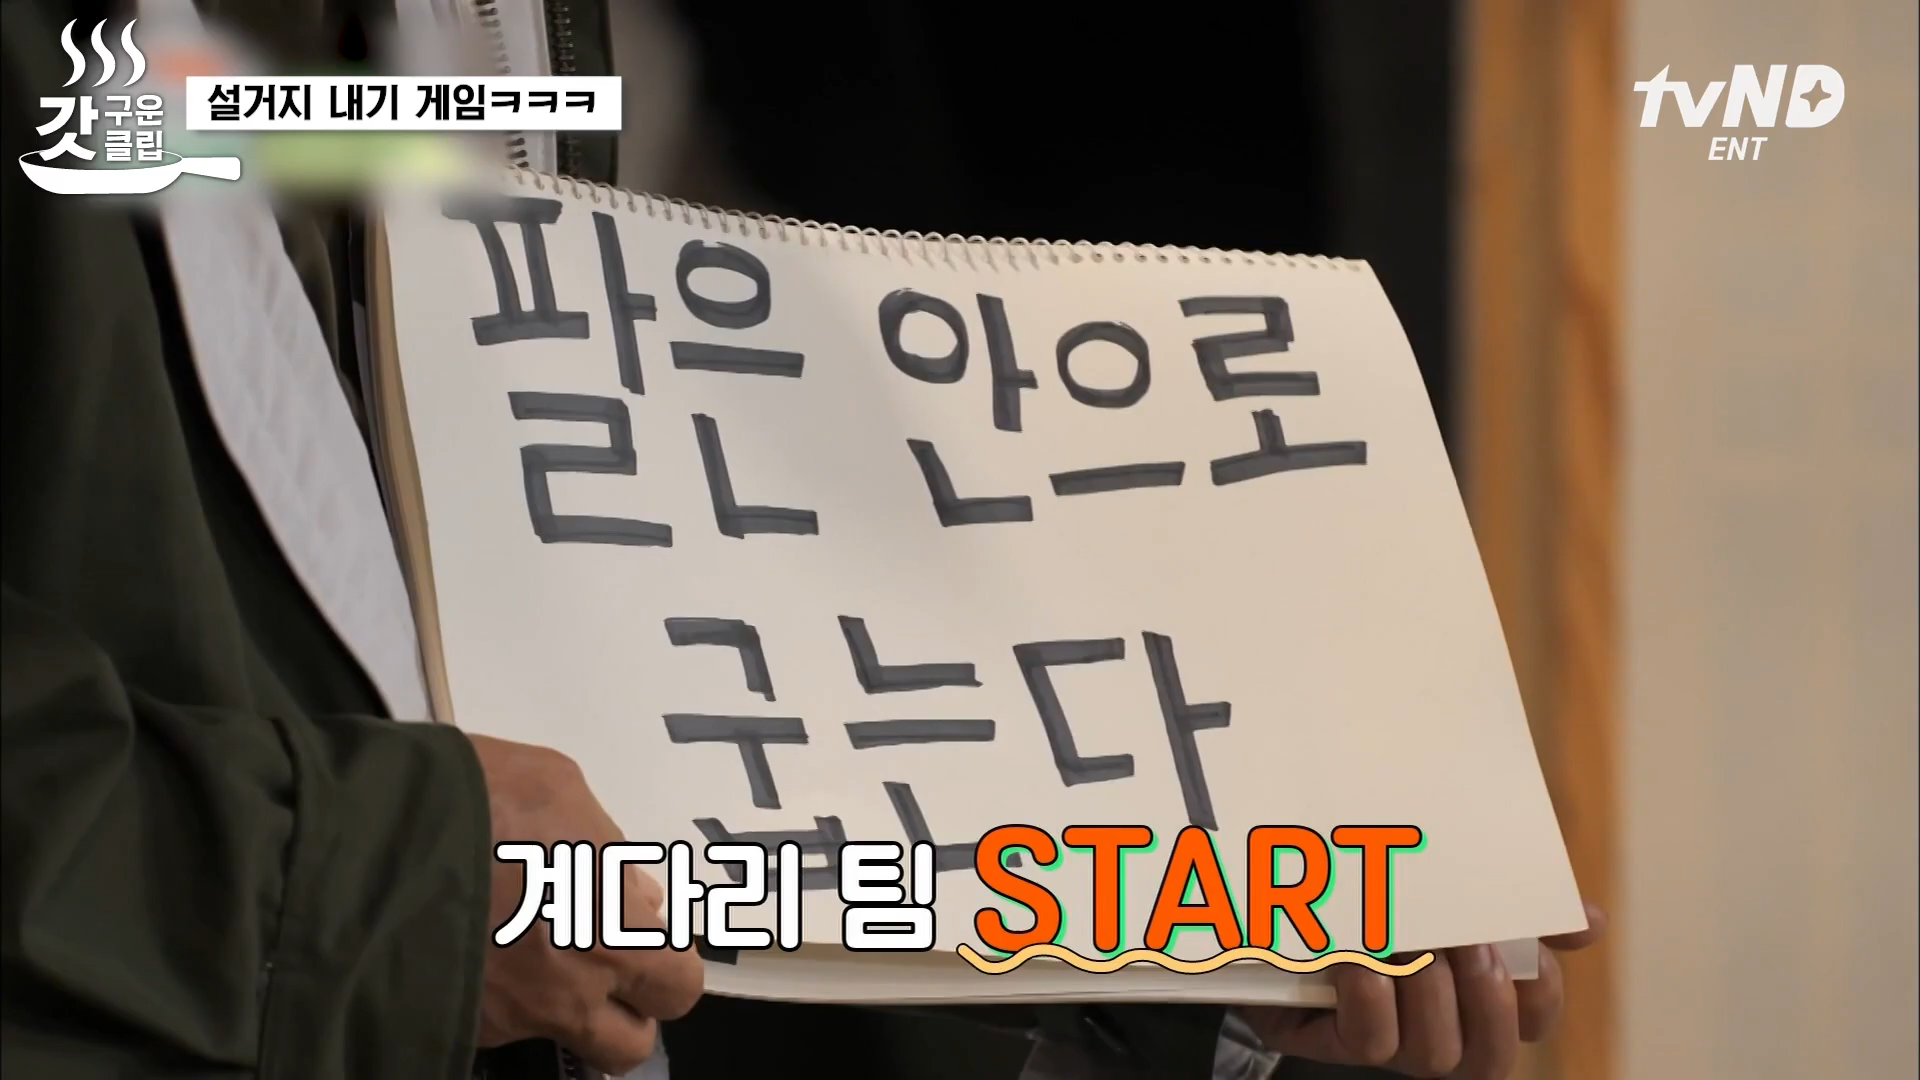 갓구운클립
설거지 내기 게임ㅋㅋㅋ
tvND
ENT
팔은 안으로
굽는다
계다리 팀 START